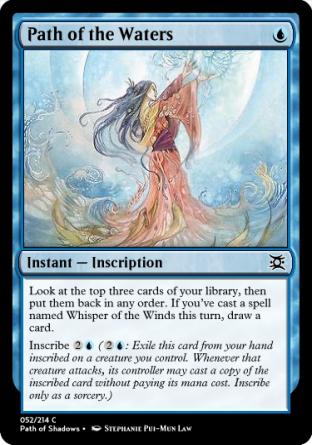 Path of the Waters
Instant — Inscription
Look at the top three cards of your library, then
put them back in any order. If you've cast a spell
named Whisper of the Winds this turn, draw a
card.
Inscribe 2 (2: Exile this card from your hand
inscribed on a creature you control. Whenever that
creature attacks, its controller may cast a copy of the
inscribed card without paying its mana cost. Inscribe
only as a sorcery.)
052/214 C
Path of Shadows • Stephanie Pui-Mun Law